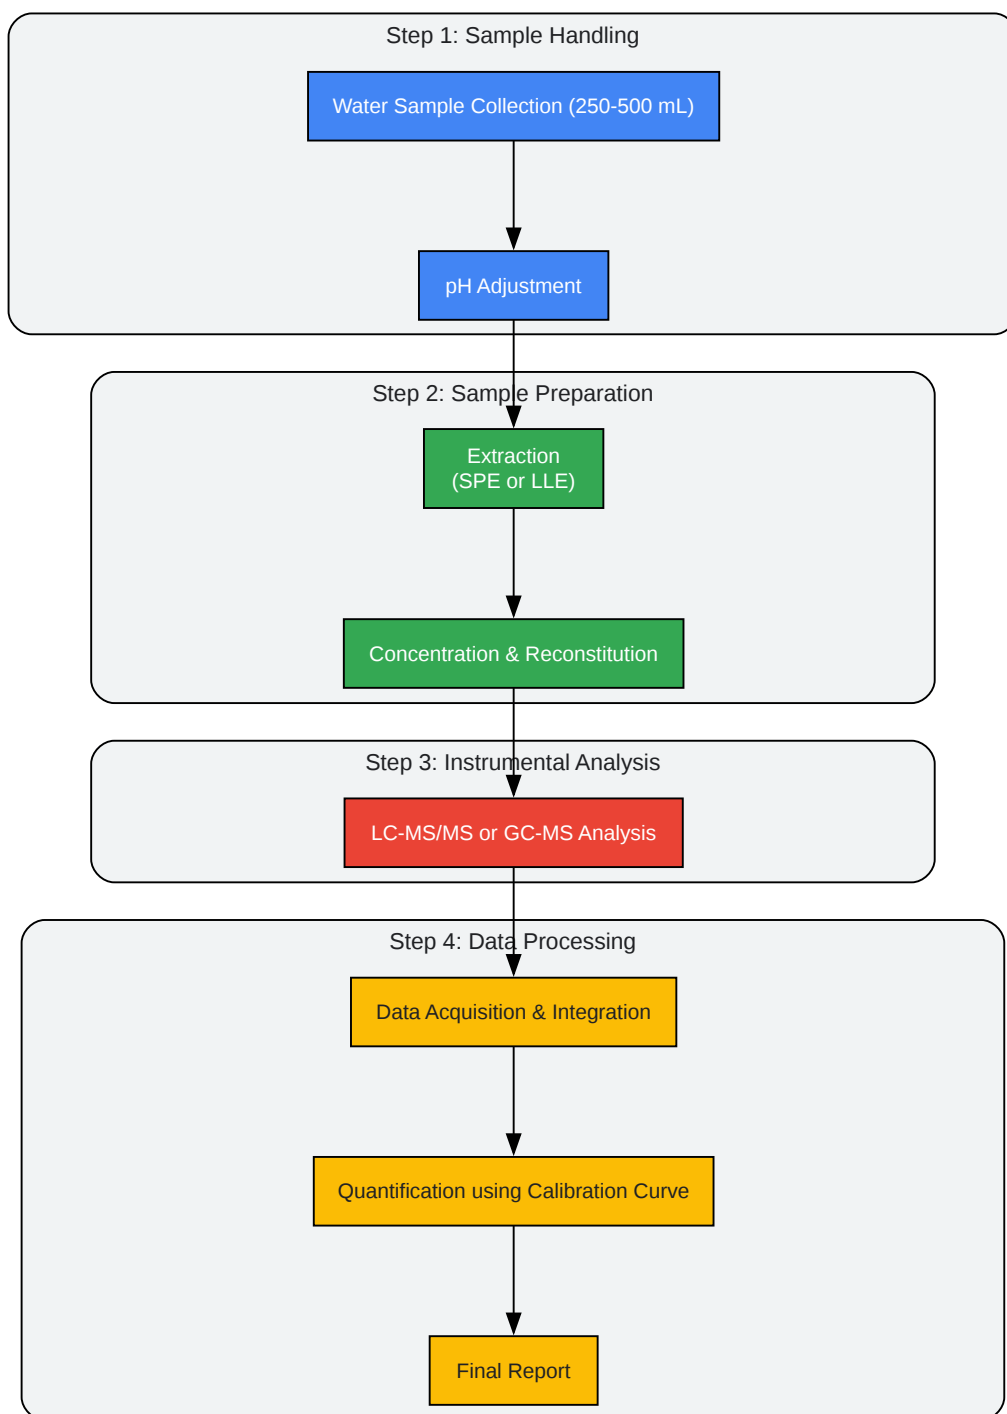 Step 1: Sample Handling
Water Sample Collection (250-500 mL)
pH Adjustment
Step 2: Sample Preparation
Extraction
(SPE or LLE)
Concentration & Reconstitution
Step 3: Instrumental Analysis
LC-MS/MS or GC-MS Analysis
Step 4: Data Processing
Data Acquisition & Integration
Quantification using Calibration Curve
Final Report